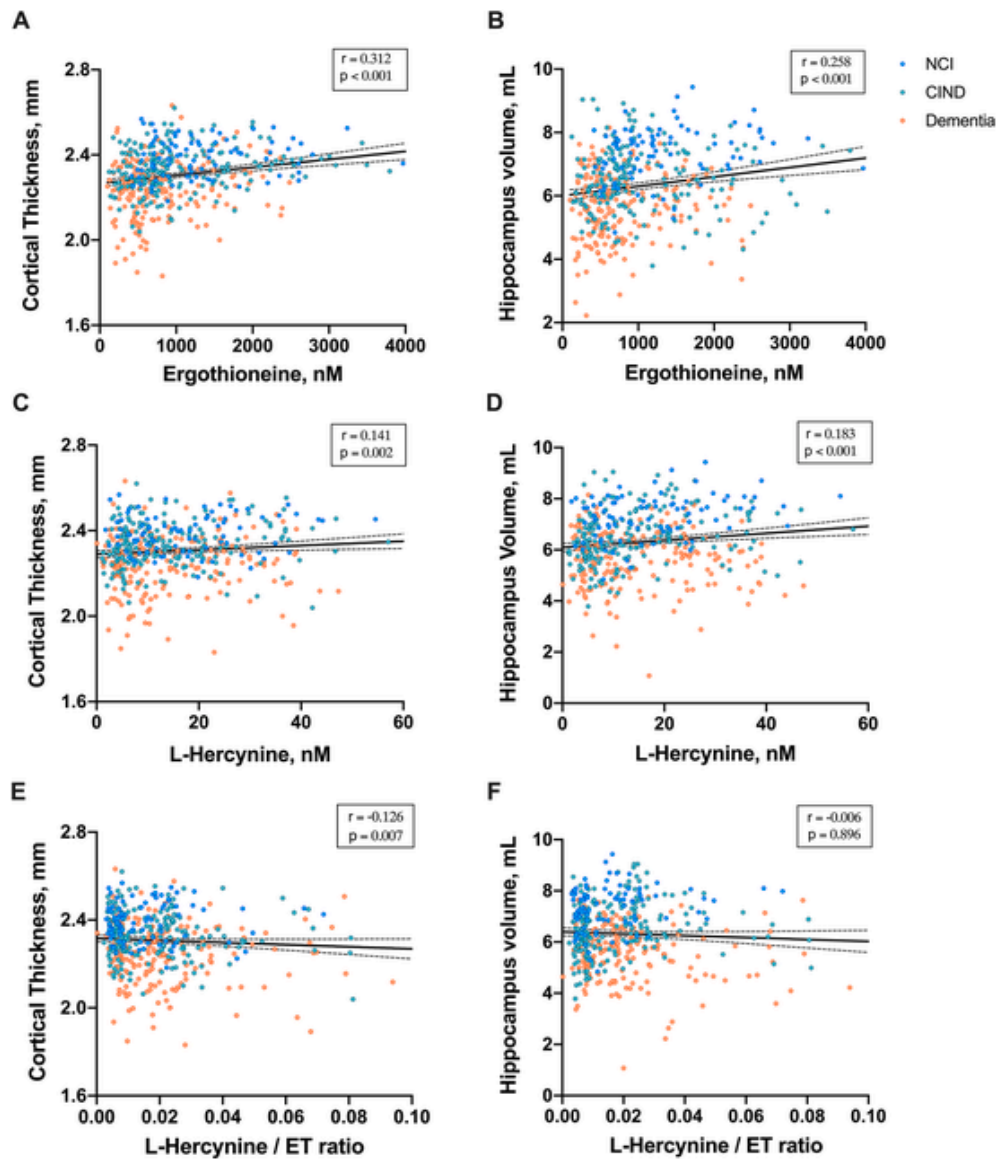 A
r = 0.312
p < 0.001
Cortical Thickness, mm
2.8
2.4
2.0
1.6
0 1000 2000 3000 4000
Ergothioneine, nM
B
r = 0.258
p < 0.001
Hippocampus volume, mL
10
8
6
4
2
0 1000 2000 3000 4000
Ergothioneine, nM
NCI
CIND
Dementia
C
r = 0.141
p = 0.002
Cortical Thickness, mm
2.8
2.4
2.0
1.6
0 20 40 60
L-Hercynine, nM
D
r = 0.183
p < 0.001
Hippocampus Volume, mL
10
8
6
4
2
0
0 20 40 60
L-Hercynine, nM
E
r = -0.126
p = 0.007
Cortical Thickness, mm
2.8
2.4
2.0
1.6
0.00 0.02 0.04 0.06 0.08 0.10
L-Hercynine / ET ratio
F
r = -0.006
p = 0.896
Hippocampus volume, mL
10
8
6
4
2
0
0.00 0.02 0.04 0.06 0.08 0.10
L-Hercynine / ET ratio